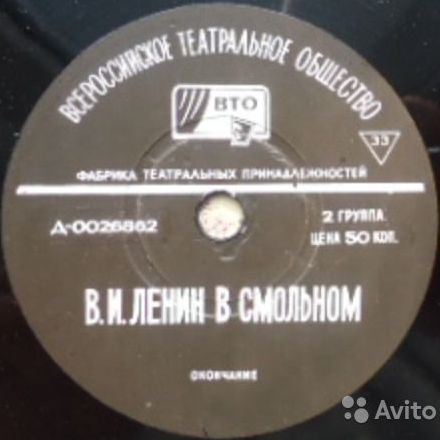 ВСЕРОССИЙСКОЕ ТЕАТРАЛЬНОЕ ОБЩЕСТВО
ВТО
33
ФАБРИКА ТЕАТРАЛЬНЫХ ПРИНАДЛЕЖНОСТЕЙ
Д-0026862
2 ГРУППА.
ЦЕНА 50 КОП.
В. И. ЛЕНИН В СМОЛЬНОМ
ОКОНЧАНИЕ
Avito